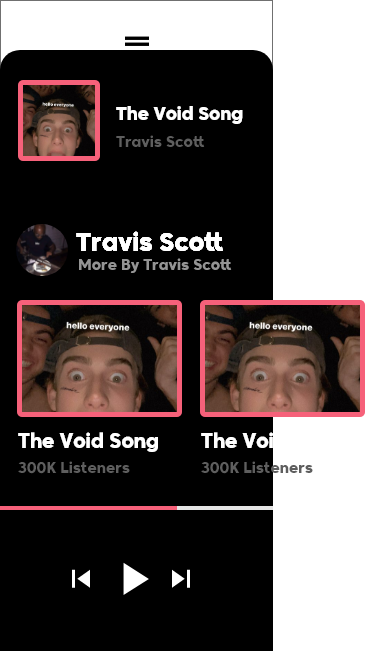 hello everyone
The Void Song
Travis Scott
Travis Scott
More By Travis Scott
hello everyone
hello everyone
The Void Song
The Voi
300K Listeners
300K Listeners